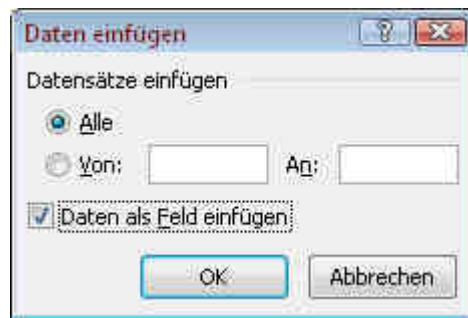 Daten einfügen
Datensätze einfügen
Alle
Von: An:
Daten als Feld einfügen
OK Abbrechen